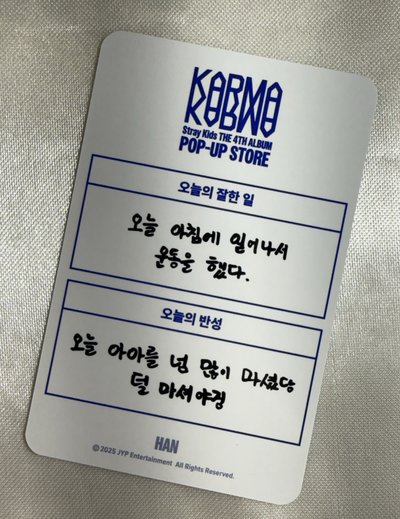 KARMA
Stray Kids THE 4TH ALBUM
POP-UP STORE
오늘의 잘한 일
오늘 아침에 일어나서
운동을 했다.
오늘의 반성
오늘 아아를 넘 많이 마셨당
덜 마셔야징
HAN
© 2025 JYP Entertainment All Rights Reserved.